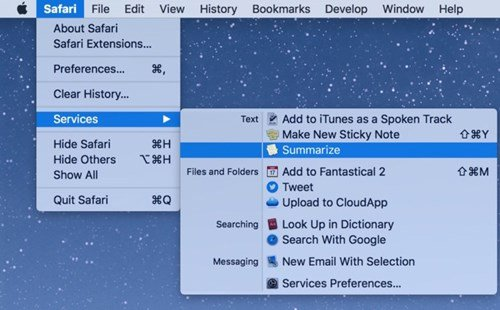 Safari File Edit View History Bookmarks Develop Window Help
About Safari
Safari Extensions...
Preferences... ⌘,
Clear History...
Services
Hide Safari ⌘H
Hide Others ⌥⌘H
Show All
Quit Safari ⌘Q
Text Add to iTunes as a Spoken Track
Make New Sticky Note ⇧⌘Y
Summarize
Files and Folders Add to Fantastical 2 ⇧⌘M
Tweet
Upload to CloudApp
Searching Look Up in Dictionary
Search With Google
Messaging New Email With Selection
Services Preferences...